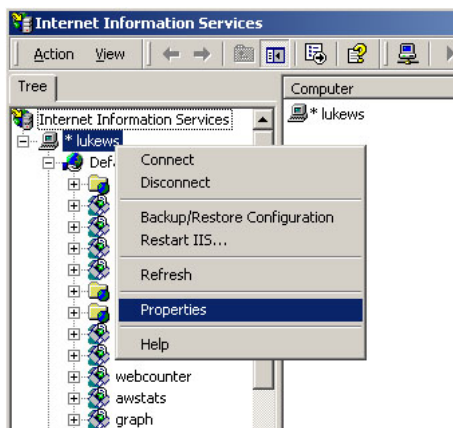 Internet Information Services
Action View
Tree
Computer
Internet Information Services
* lukews
* lukews
Def
Connect
Disconnect
Backup/Restore Configuration
Restart IIS...
Refresh
Properties
Help
webcounter
awstats
graph